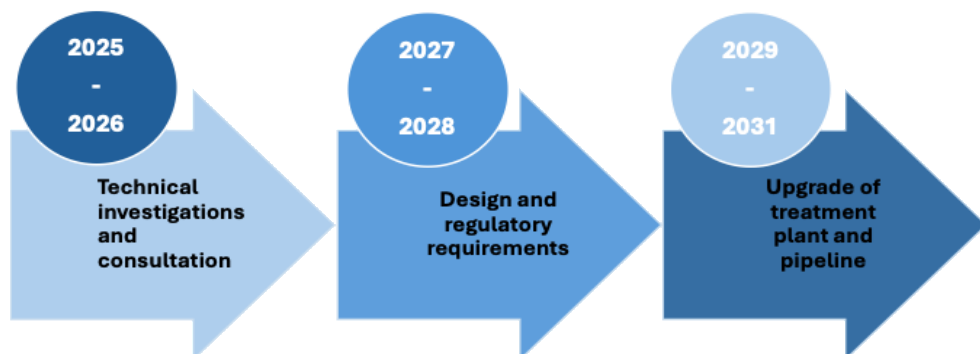 2025
-
2026
Technical
investigations
and
consultation
2027
-
2028
Design and
regulatory
requirements
2029
-
2031
Upgrade of
treatment
plant and
pipeline